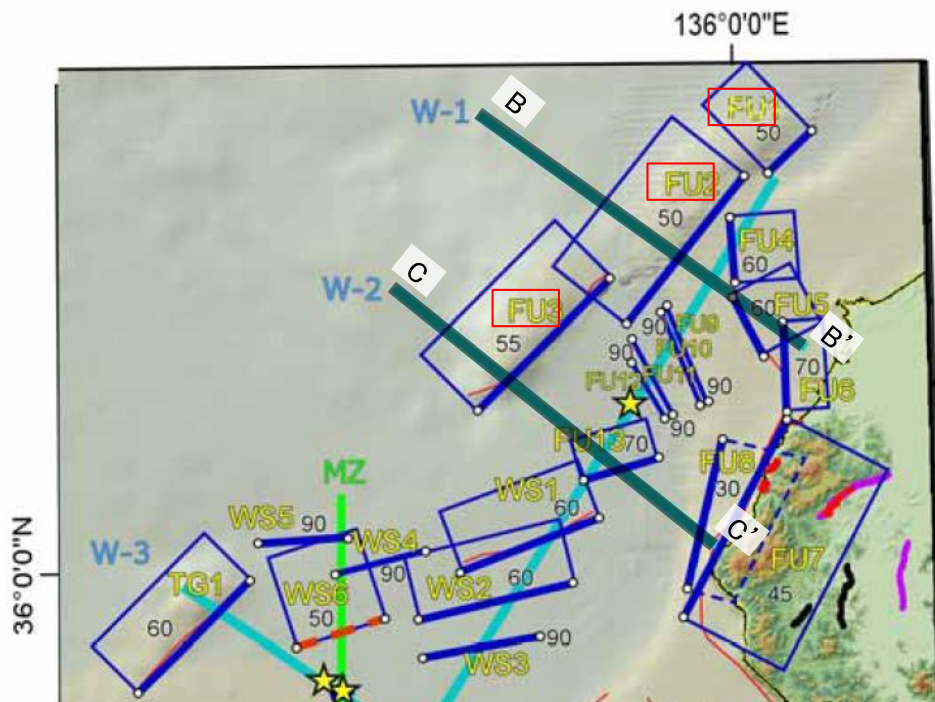 136°0'0"E
B
W-1
FU1
50
FU2
50
C
W-2
FU4
60
FU3
55
60
FU5
B'
90
FU9
FU10
90
FU11
FU12
90
90
70
FU6
FU13
70
FU8
30
MZ
WS1
60
WS5
90
C'
W-3
WS4
90
36°0'0"N
TG1
60
WS6
50
WS2
60
FU7
45
90
WS3